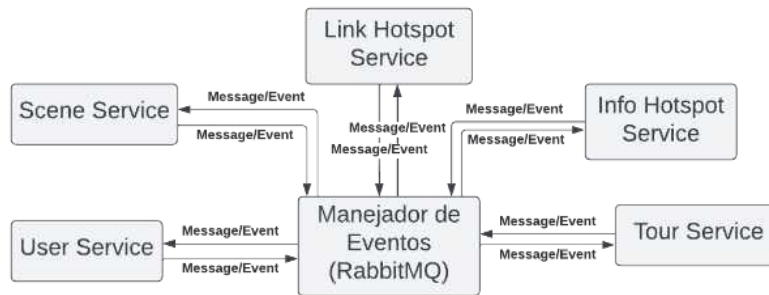 Link Hotspot
Service
Scene Service
Message/Event
Message/Event
Message/Event
Message/Event
Message/Event
Message/Event
Info Hotspot
Service
User Service
Message/Event
Message/Event
Manejador de
Eventos
(RabbitMQ)
Message/Event
Message/Event
Tour Service